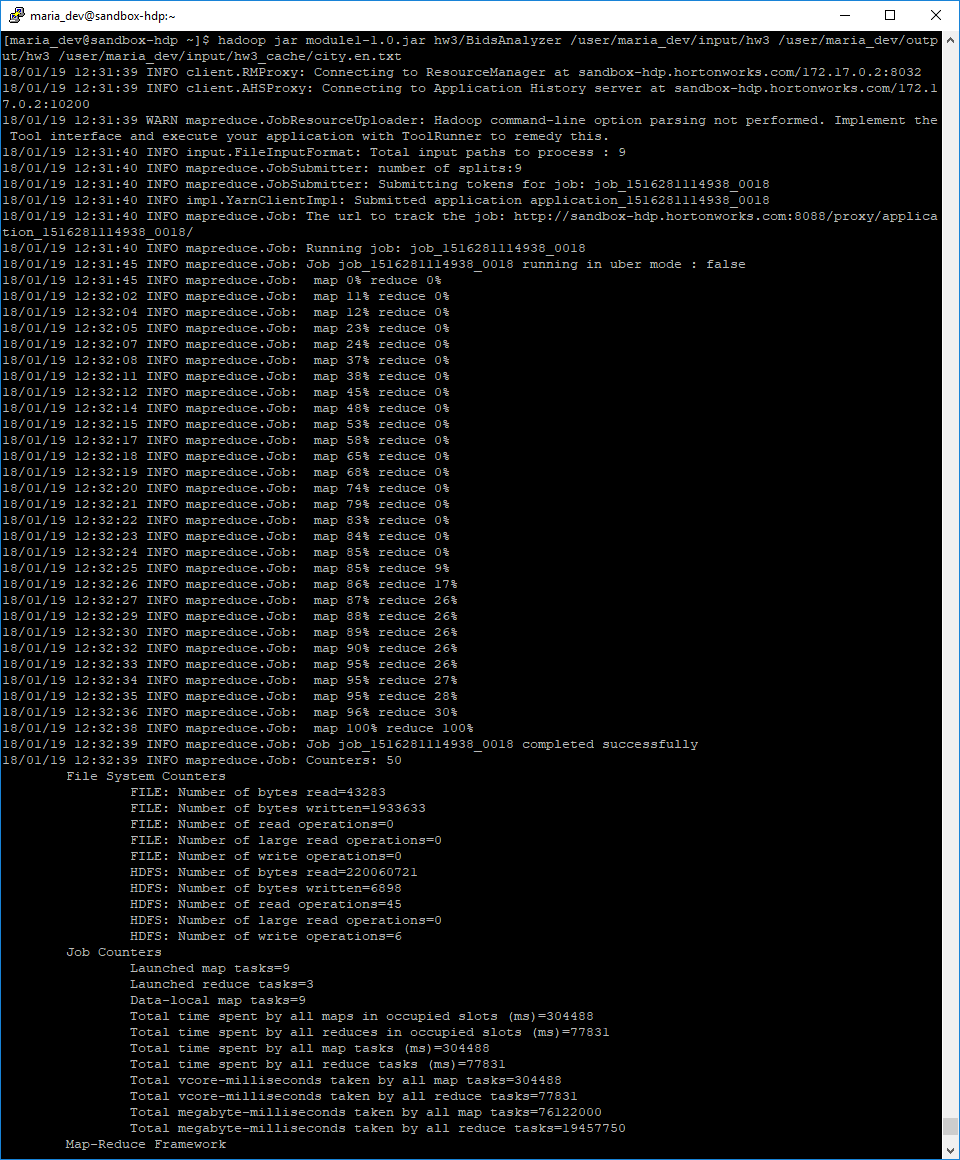 maria_dev@sandbox-hdp:~
[maria_dev@sandbox-hdp ~]$ hadoop jar module1-1.0.jar hw3/BidsAnalyzer /user/maria_dev/input/hw3 /user/maria_dev/outp
ut/hw3 /user/maria_dev/input/hw3_cache/city.en.txt
18/01/19 12:31:39 INFO client.RMProxy: Connecting to ResourceManager at sandbox-hdp.hortonworks.com/172.17.0.2:8032
18/01/19 12:31:39 INFO client.AHSProxy: Connecting to Application History server at sandbox-hdp.hortonworks.com/172.1
7.0.2:10200
18/01/19 12:31:39 WARN mapreduce.JobResourceUploader: Hadoop command-line option parsing not performed. Implement the
 Tool interface and execute your application with ToolRunner to remedy this.
18/01/19 12:31:40 INFO input.FileInputFormat: Total input paths to process : 9
18/01/19 12:31:40 INFO mapreduce.JobSubmitter: number of splits:9
18/01/19 12:31:40 INFO mapreduce.JobSubmitter: Submitting tokens for job: job_1516281114938_0018
18/01/19 12:31:40 INFO impl.YarnClientImpl: Submitted application application_1516281114938_0018
18/01/19 12:31:40 INFO mapreduce.Job: The url to track the job: http://sandbox-hdp.hortonworks.com:8088/proxy/applica
tion_1516281114938_0018/
18/01/19 12:31:40 INFO mapreduce.Job: Running job: job_1516281114938_0018
18/01/19 12:31:45 INFO mapreduce.Job: Job job_1516281114938_0018 running in uber mode : false
18/01/19 12:31:45 INFO mapreduce.Job:  map 0% reduce 0%
18/01/19 12:32:02 INFO mapreduce.Job:  map 11% reduce 0%
18/01/19 12:32:04 INFO mapreduce.Job:  map 12% reduce 0%
18/01/19 12:32:05 INFO mapreduce.Job:  map 23% reduce 0%
18/01/19 12:32:07 INFO mapreduce.Job:  map 24% reduce 0%
18/01/19 12:32:08 INFO mapreduce.Job:  map 37% reduce 0%
18/01/19 12:32:11 INFO mapreduce.Job:  map 38% reduce 0%
18/01/19 12:32:12 INFO mapreduce.Job:  map 45% reduce 0%
18/01/19 12:32:14 INFO mapreduce.Job:  map 48% reduce 0%
18/01/19 12:32:15 INFO mapreduce.Job:  map 53% reduce 0%
18/01/19 12:32:17 INFO mapreduce.Job:  map 58% reduce 0%
18/01/19 12:32:18 INFO mapreduce.Job:  map 65% reduce 0%
18/01/19 12:32:19 INFO mapreduce.Job:  map 68% reduce 0%
18/01/19 12:32:20 INFO mapreduce.Job:  map 74% reduce 0%
18/01/19 12:32:21 INFO mapreduce.Job:  map 79% reduce 0%
18/01/19 12:32:22 INFO mapreduce.Job:  map 83% reduce 0%
18/01/19 12:32:23 INFO mapreduce.Job:  map 84% reduce 0%
18/01/19 12:32:24 INFO mapreduce.Job:  map 85% reduce 0%
18/01/19 12:32:25 INFO mapreduce.Job:  map 85% reduce 9%
18/01/19 12:32:26 INFO mapreduce.Job:  map 86% reduce 17%
18/01/19 12:32:27 INFO mapreduce.Job:  map 87% reduce 26%
18/01/19 12:32:29 INFO mapreduce.Job:  map 88% reduce 26%
18/01/19 12:32:30 INFO mapreduce.Job:  map 89% reduce 26%
18/01/19 12:32:32 INFO mapreduce.Job:  map 90% reduce 26%
18/01/19 12:32:33 INFO mapreduce.Job:  map 95% reduce 26%
18/01/19 12:32:34 INFO mapreduce.Job:  map 95% reduce 27%
18/01/19 12:32:35 INFO mapreduce.Job:  map 95% reduce 28%
18/01/19 12:32:36 INFO mapreduce.Job:  map 96% reduce 30%
18/01/19 12:32:38 INFO mapreduce.Job:  map 100% reduce 100%
18/01/19 12:32:39 INFO mapreduce.Job: Job job_1516281114938_0018 completed successfully
18/01/19 12:32:39 INFO mapreduce.Job: Counters: 50
File System Counters
FILE: Number of bytes read=43283
FILE: Number of bytes written=1933633
FILE: Number of read operations=0
FILE: Number of large read operations=0
FILE: Number of write operations=0
HDFS: Number of bytes read=220060721
HDFS: Number of bytes written=6898
HDFS: Number of read operations=45
HDFS: Number of large read operations=0
HDFS: Number of write operations=6
Job Counters
Launched map tasks=9
Launched reduce tasks=3
Data-local map tasks=9
Total time spent by all maps in occupied slots (ms)=304488
Total time spent by all reduces in occupied slots (ms)=77831
Total time spent by all map tasks (ms)=304488
Total time spent by all reduce tasks (ms)=77831
Total vcore-milliseconds taken by all map tasks=304488
Total vcore-milliseconds taken by all reduce tasks=77831
Total megabyte-milliseconds taken by all map tasks=76122000
Total megabyte-milliseconds taken by all reduce tasks=19457750
Map-Reduce Framework